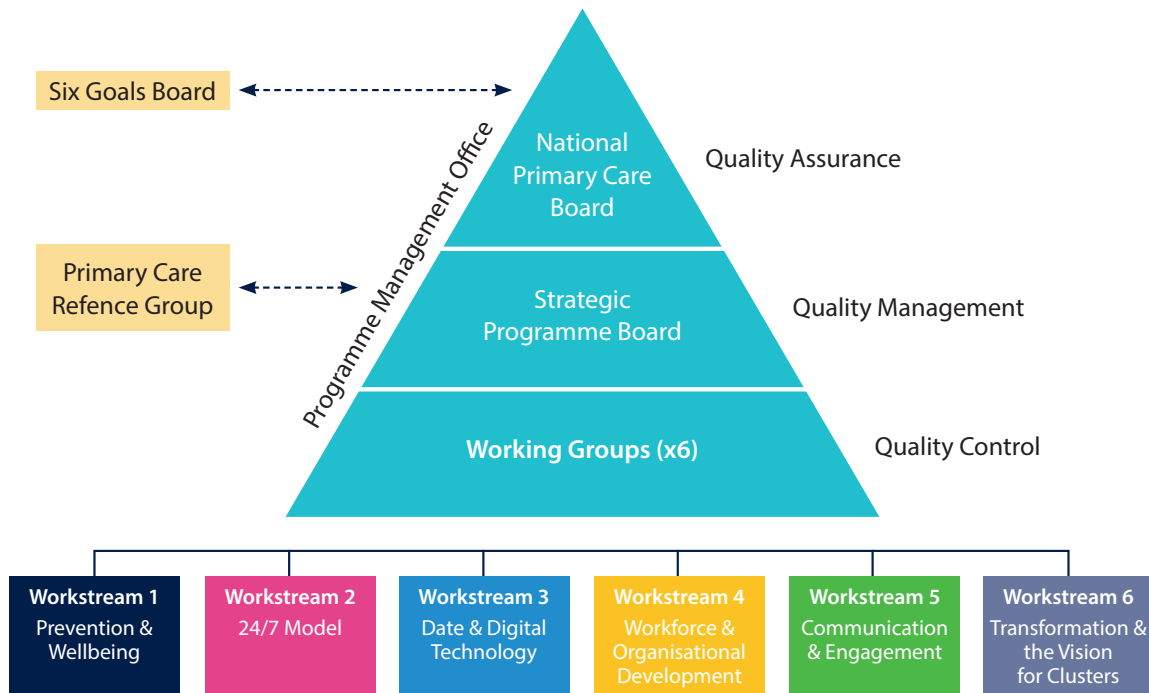 Six Goals Board
Primary Care
Refence Group
Programme Management Office
National
Primary Care
Board
Quality Assurance
Strategic
Programme Board
Quality Management
Working Groups (x6)
Quality Control
Workstream 1
Prevention &
Wellbeing
Workstream 2
24/7 Model
Workstream 3
Date & Digital
Technology
Workstream 4
Workforce &
Organisational
Development
Workstream 5
Communication
& Engagement
Workstream 6
Transformation &
the Vision
for Clusters